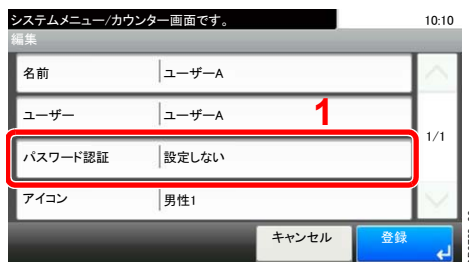 システムメニュー/カウンター画面です。 10:10
編集
名前 ユーザーA
ユーザー ユーザーA
1
1/1
パスワード認証 設定しない
アイコン 男性1
キャンセル 登録